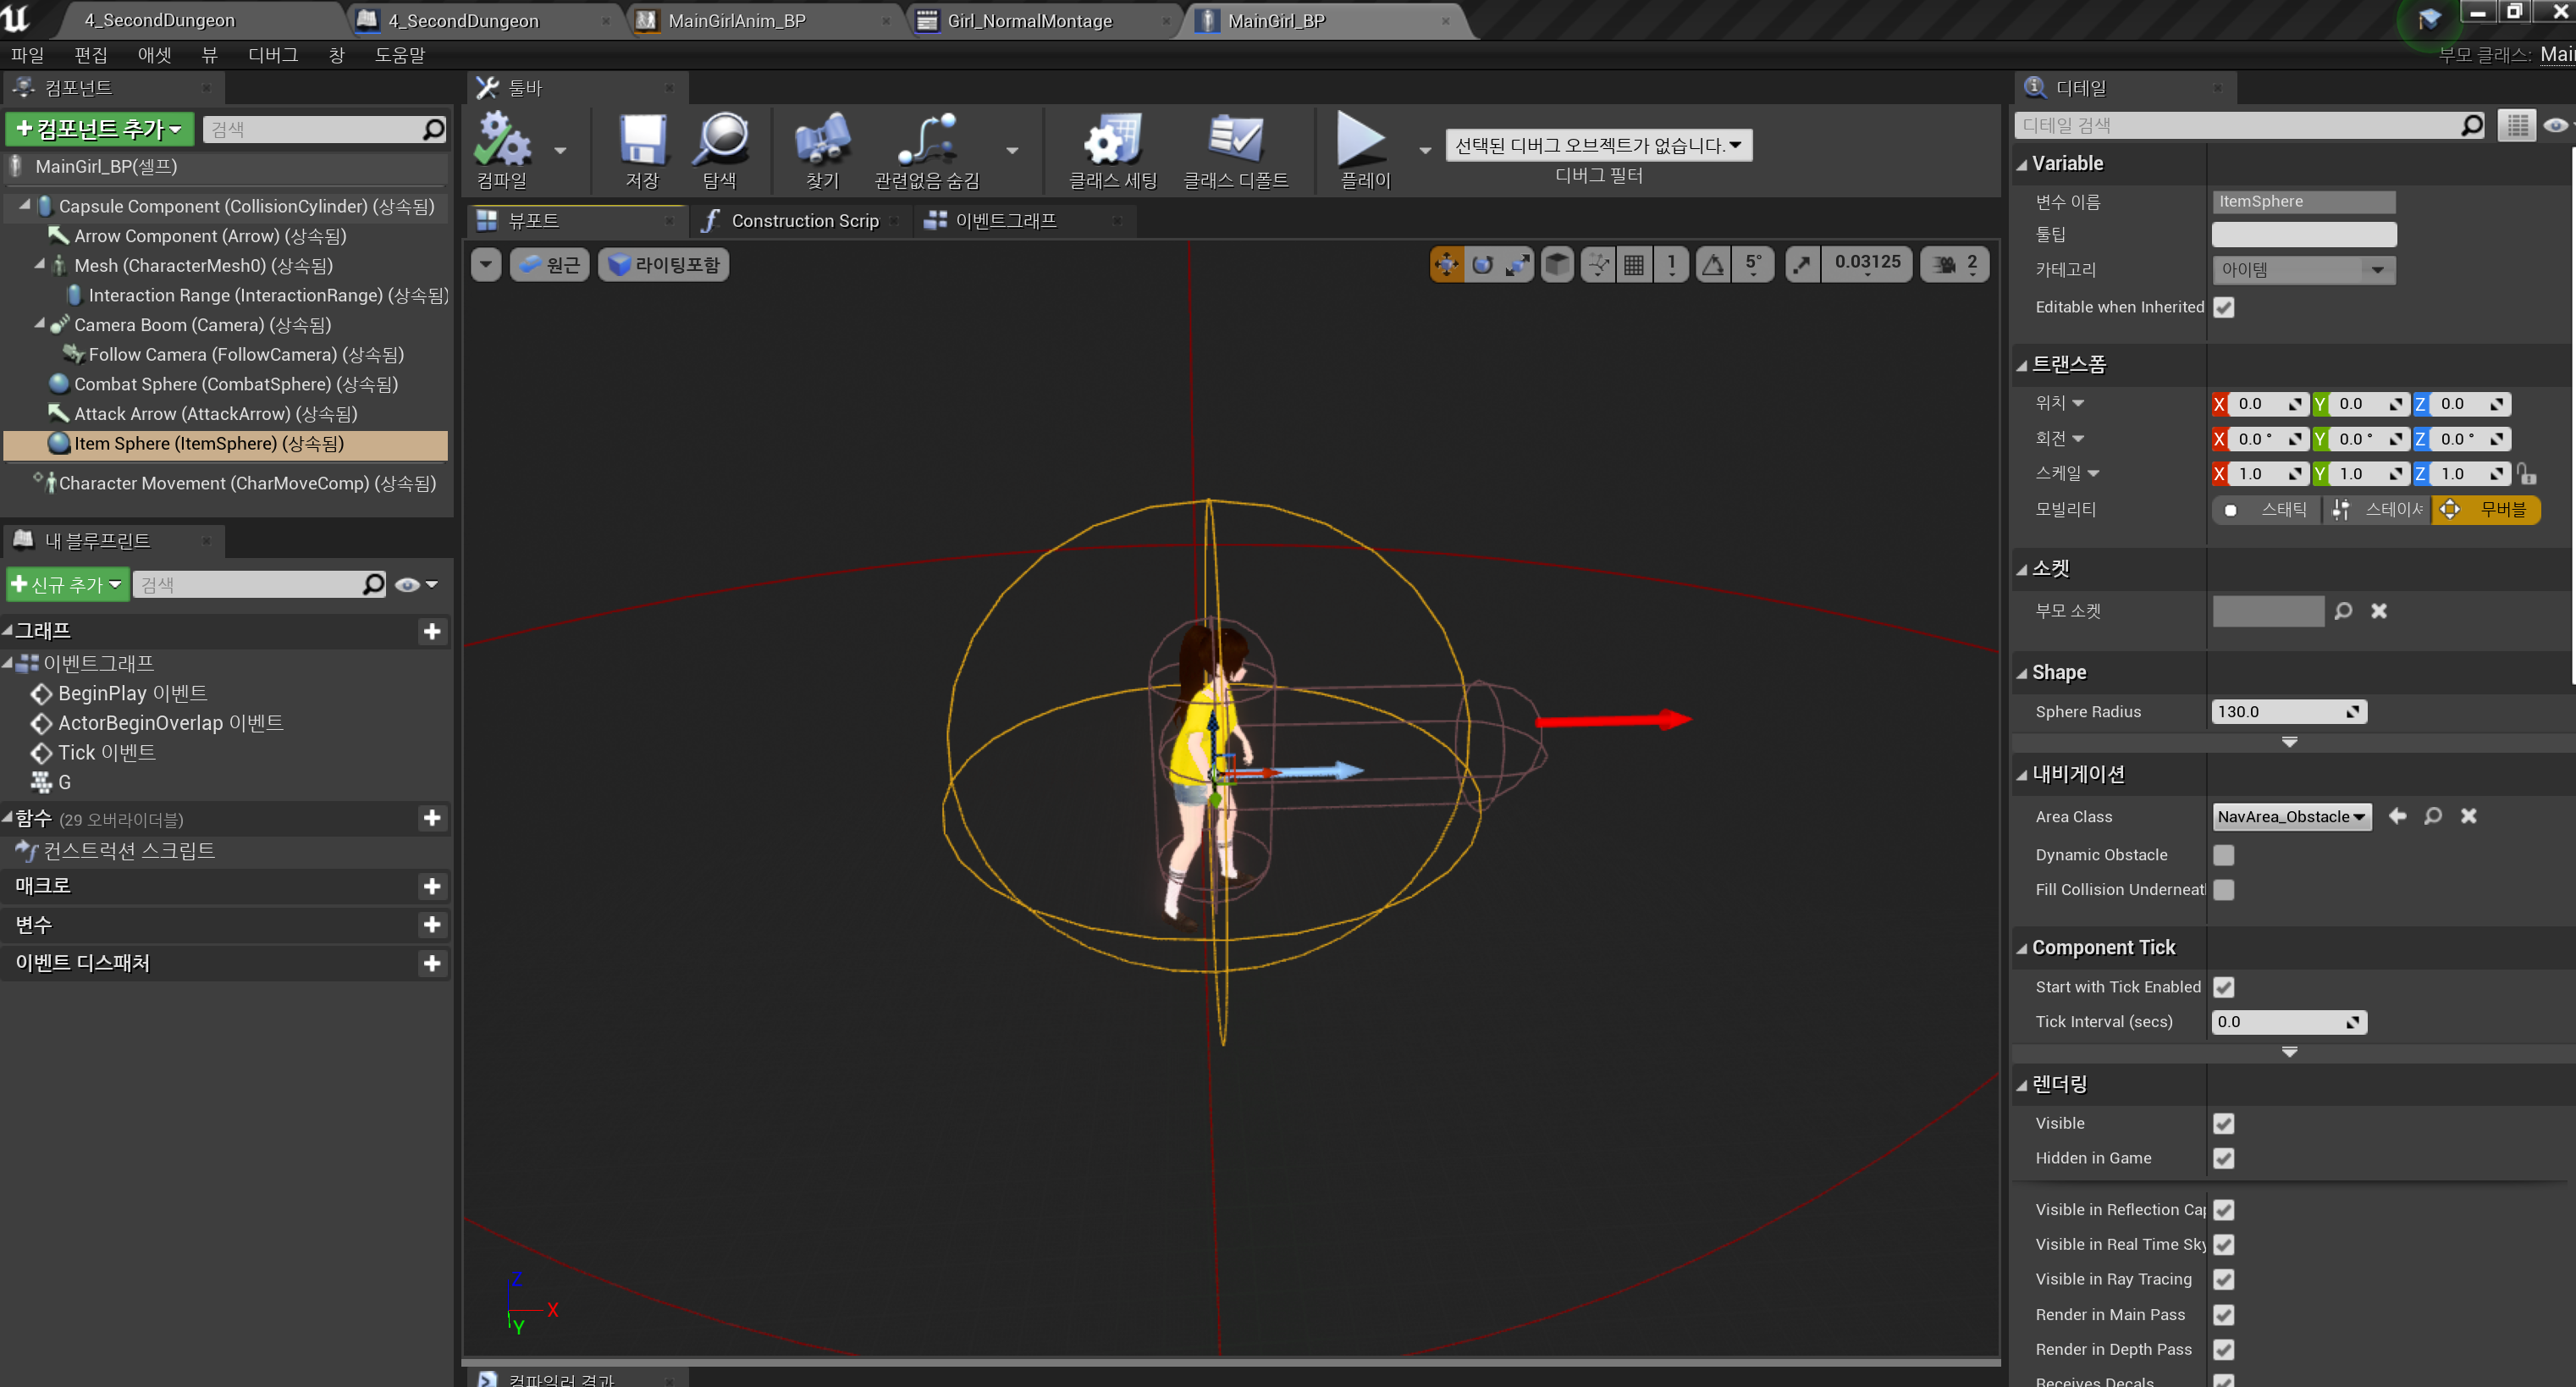 4_SecondDungeon
4_SecondDungeon
MainGirlAnim_BP
Girl_NormalMontage
MainGirl_BP
파일 편집 애셋 뷰 디버그 창 도움말
부모 클래스: Main
컴포넌트
컴포넌트 추가
검색
MainGirl_BP(셀프)
Capsule Component (CollisionCylinder) (상속됨)
Arrow Component (Arrow) (상속됨)
Mesh (CharacterMesh0) (상속됨)
Interaction Range (InteractionRange) (상속됨)
Camera Boom (Camera) (상속됨)
Follow Camera (FollowCamera) (상속됨)
Combat Sphere (CombatSphere) (상속됨)
Attack Arrow (AttackArrow) (상속됨)
Item Sphere (ItemSphere) (상속됨)
Character Movement (CharMoveComp) (상속됨)
내 블루프린트
신규 추가
검색
그래프
이벤트그래프
BeginPlay 이벤트
ActorBeginOverlap 이벤트
Tick 이벤트
G
함수 (29 오버라이더블)
컨스트럭션 스크립트
매크로
변수
이벤트 디스패처
툴바
컴파일
저장
탐색
찾기
관련없음 숨김
클래스 세팅
클래스 디폴트
플레이
선택된 디버그 오브젝트가 없습니다.
디버그 필터
뷰포트
Construction Scrip
이벤트그래프
원근
라이팅포함
1
5°
0.03125
2
Z
X
Y
컴파일러 결과
디테일
디테일 검색
Variable
변수 이름 ItemSphere
툴팁
카테고리 아이템
Editable when Inherited
트랜스폼
위치 X 0.0 Y 0.0 Z 0.0
회전 X 0.0 ° Y 0.0 ° Z 0.0 °
스케일 X 1.0 Y 1.0 Z 1.0
모빌리티 스태틱 스테이셔 무버블
소켓
부모 소켓
Shape
Sphere Radius 130.0
내비게이션
Area Class NavArea_Obstacle
Dynamic Obstacle
Fill Collision Underneat
Component Tick
Start with Tick Enabled
Tick Interval (secs) 0.0
렌더링
Visible
Hidden in Game
Visible in Reflection Cap
Visible in Real Time Sky
Visible in Ray Tracing
Render in Main Pass
Render in Depth Pass
Receives Decals